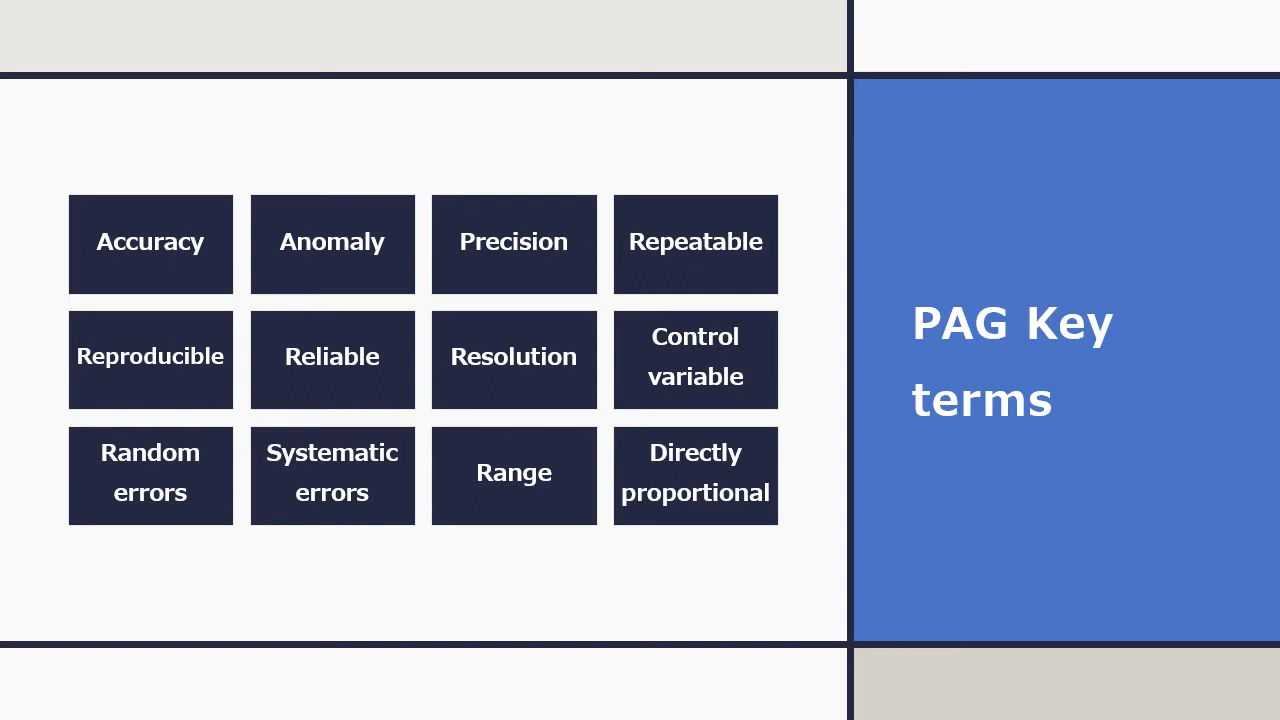 Accuracy
Anomaly
Precision
Repeatable
Reproducible
Reliable
Resolution
Control
variable
Random
errors
Systematic
errors
Range
Directly
proportional
PAG Key
terms